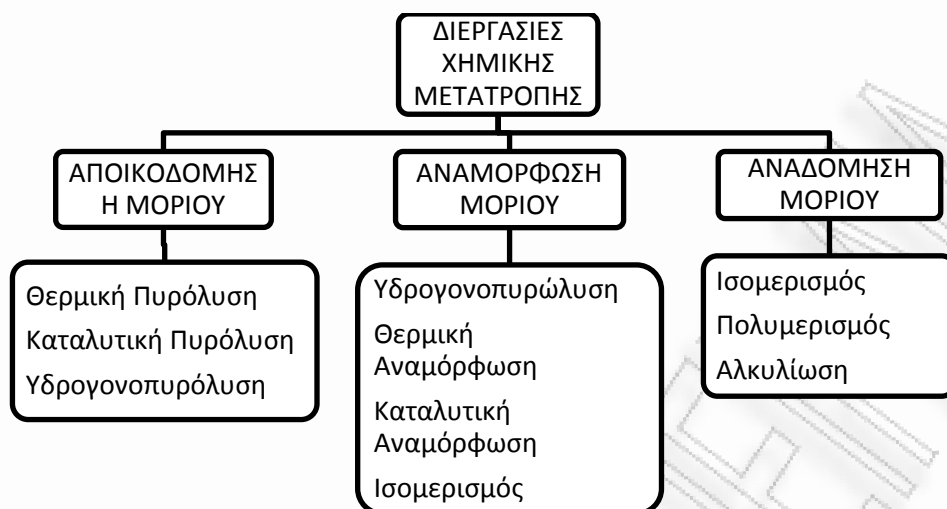 ΔΙΕΡΓΑΣΙΕΣ
ΧΗΜΙΚΗΣ
ΜΕΤΑΤΡΟΠΗΣ
ΑΠΟΙΚΟΔΟΜΗΣ
Η ΜΟΡΙΟΥ
ΑΝΑΜΟΡΦΩΣΗ
ΜΟΡΙΟΥ
ΑΝΑΔΟΜΗΣΗ
ΜΟΡΙΟΥ
Θερμική Πυρόλυση
Καταλυτική Πυρόλυση
Υδρογονοπυρόλυση
Υδρογονοπυρώλυση
Θερμική
Αναμόρφωση
Καταλυτική
Αναμόρφωση
Ισομερισμός
Ισομερισμός
Πολυμερισμός
Αλκυλίωση